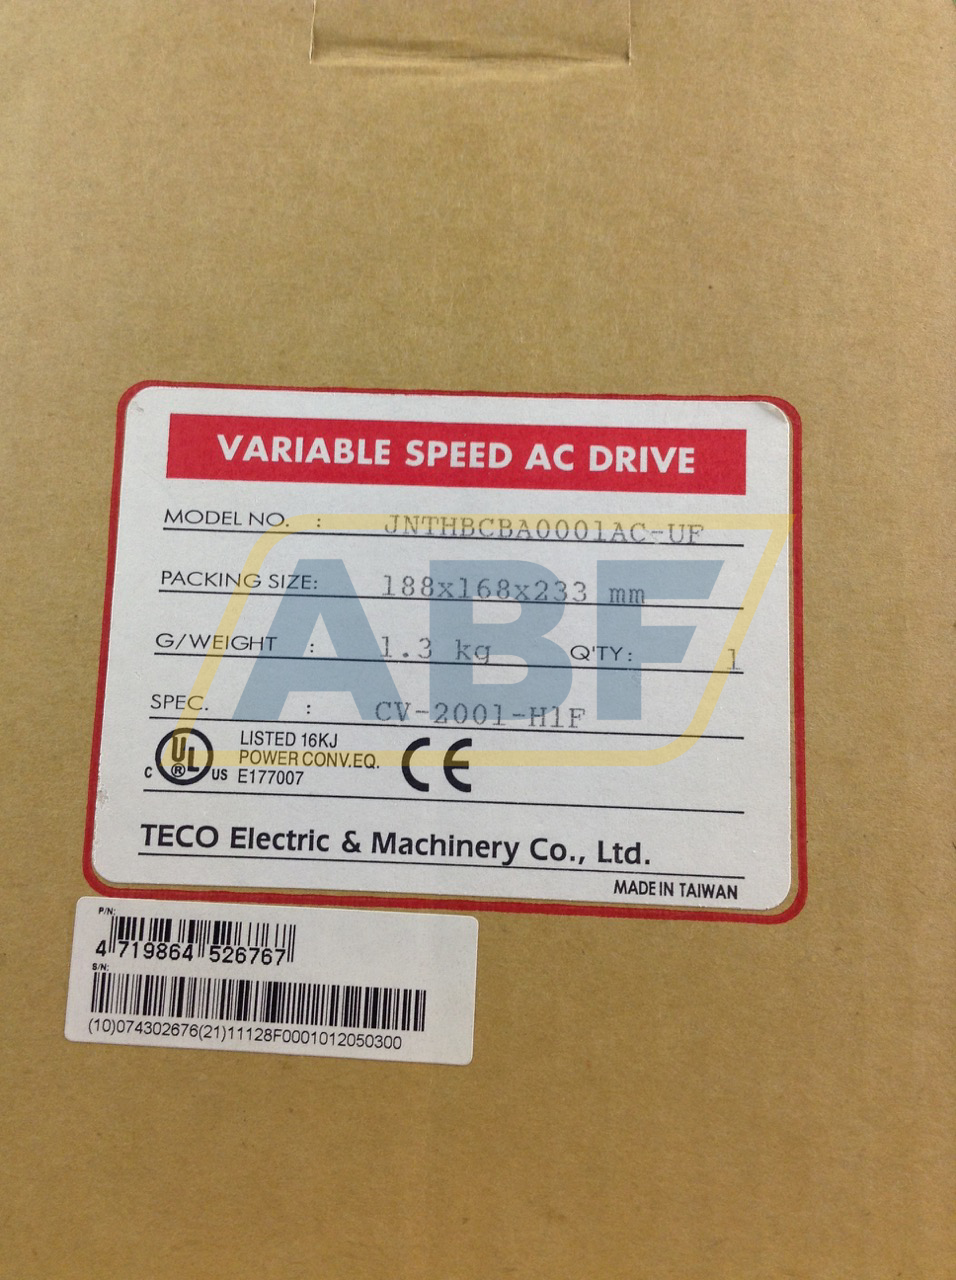 VARIABLE SPEED AC DRIVE
MODEL NO. : JNTHBCBA0001AC-UF
PACKING SIZE: 188x168x233 mm
G/WEIGHT : 1.3 kg Q'TY: 1
SPEC. : CV-2001-H1F
C UL ® US LISTED 16KJ
POWER CONV.EQ.
E177007
CE
TECO Electric & Machinery Co., Ltd.
MADE IN TAIWAN
P/N:
4 719864 526767
S/N:
(10)074302676(21)11128F0001012050300
ABF